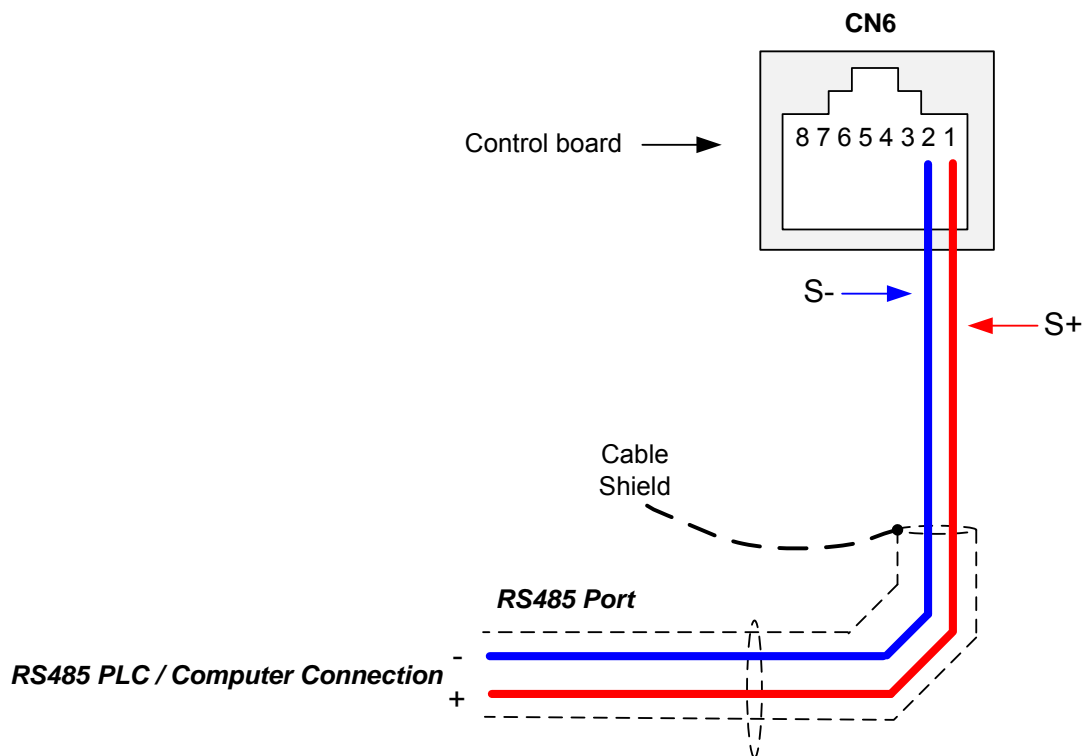 CN6
Control board
8 7 6 5 4 3 2 1
S-
S+
Cable
Shield
RS485 Port
-
RS485 PLC / Computer Connection
+